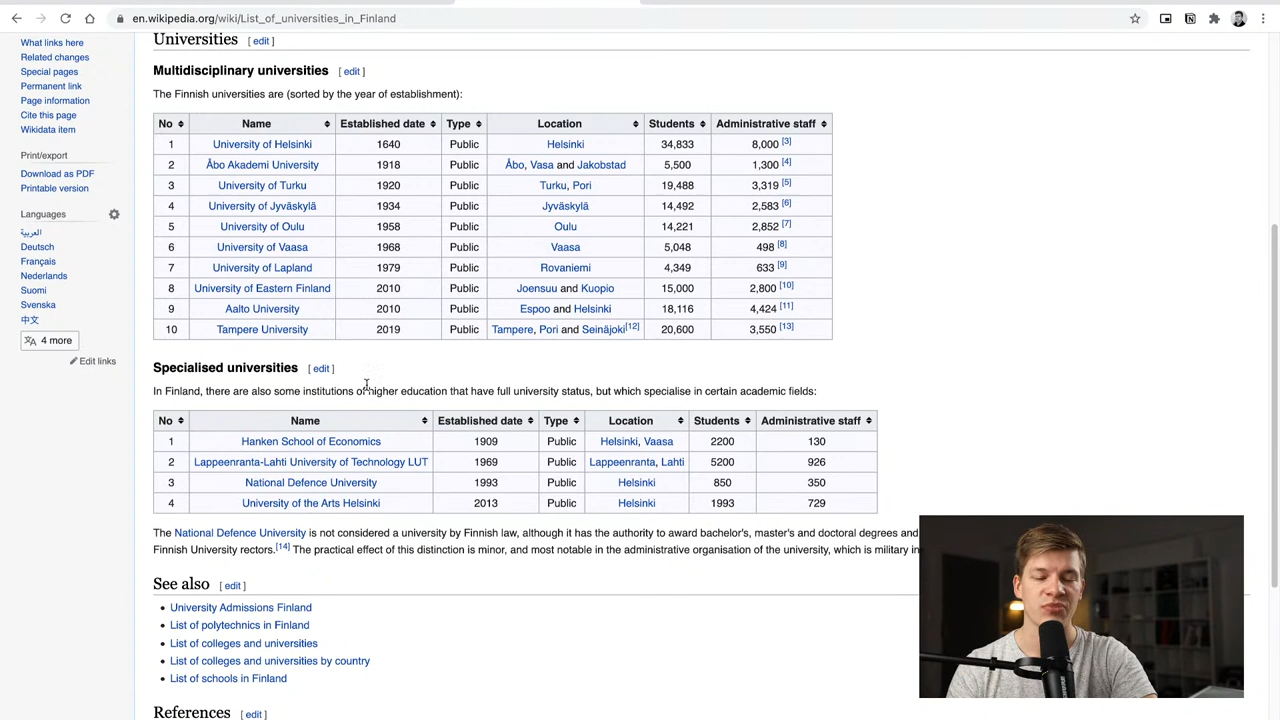 en.wikipedia.org/wiki/List_of_universities_in_Finland
What links here
Related changes
Special pages
Permanent link
Page information
Cite this page
Wikidata item
Print/export
Download as PDF
Printable version
Languages
العربية
Deutsch
Français
Nederlands
Suomi
Svenska
中文
4 more
Edit links
Universities [ edit ]
Multidisciplinary universities [ edit ]
The Finnish universities are (sorted by the year of establishment):
No Name Established date Type Location Students Administrative staff
1 University of Helsinki 1640 Public Helsinki 34,833 8,000 [3]
2 Åbo Akademi University 1918 Public Åbo, Vasa and Jakobstad 5,500 1,300 [4]
3 University of Turku 1920 Public Turku, Pori 19,488 3,319 [5]
4 University of Jyväskylä 1934 Public Jyväskylä 14,492 2,583 [6]
5 University of Oulu 1958 Public Oulu 14,221 2,852 [7]
6 University of Vaasa 1968 Public Vaasa 5,048 498 [8]
7 University of Lapland 1979 Public Rovaniemi 4,349 633 [9]
8 University of Eastern Finland 2010 Public Joensuu and Kuopio 15,000 2,800 [10]
9 Aalto University 2010 Public Espoo and Helsinki 18,116 4,424 [11]
10 Tampere University 2019 Public Tampere, Pori and Seinäjoki[12] 20,600 3,550 [13]
Specialised universities [ edit ]
In Finland, there are also some institutions of higher education that have full university status, but which specialise in certain academic fields:
No Name Established date Type Location Students Administrative staff
1 Hanken School of Economics 1909 Public Helsinki, Vaasa 2200 130
2 Lappeenranta-Lahti University of Technology LUT 1969 Public Lappeenranta, Lahti 5200 926
3 National Defence University 1993 Public Helsinki 850 350
4 University of the Arts Helsinki 2013 Public Helsinki 1993 729
The National Defence University is not considered a university by Finnish law, although it has the authority to award bachelor's, master's and doctoral degrees and
Finnish University rectors.[14] The practical effect of this distinction is minor, and most notable in the administrative organisation of the university, which is military in
See also [ edit ]
• University Admissions Finland
• List of polytechnics in Finland
• List of colleges and universities
• List of colleges and universities by country
• List of schools in Finland
References [ edit ]